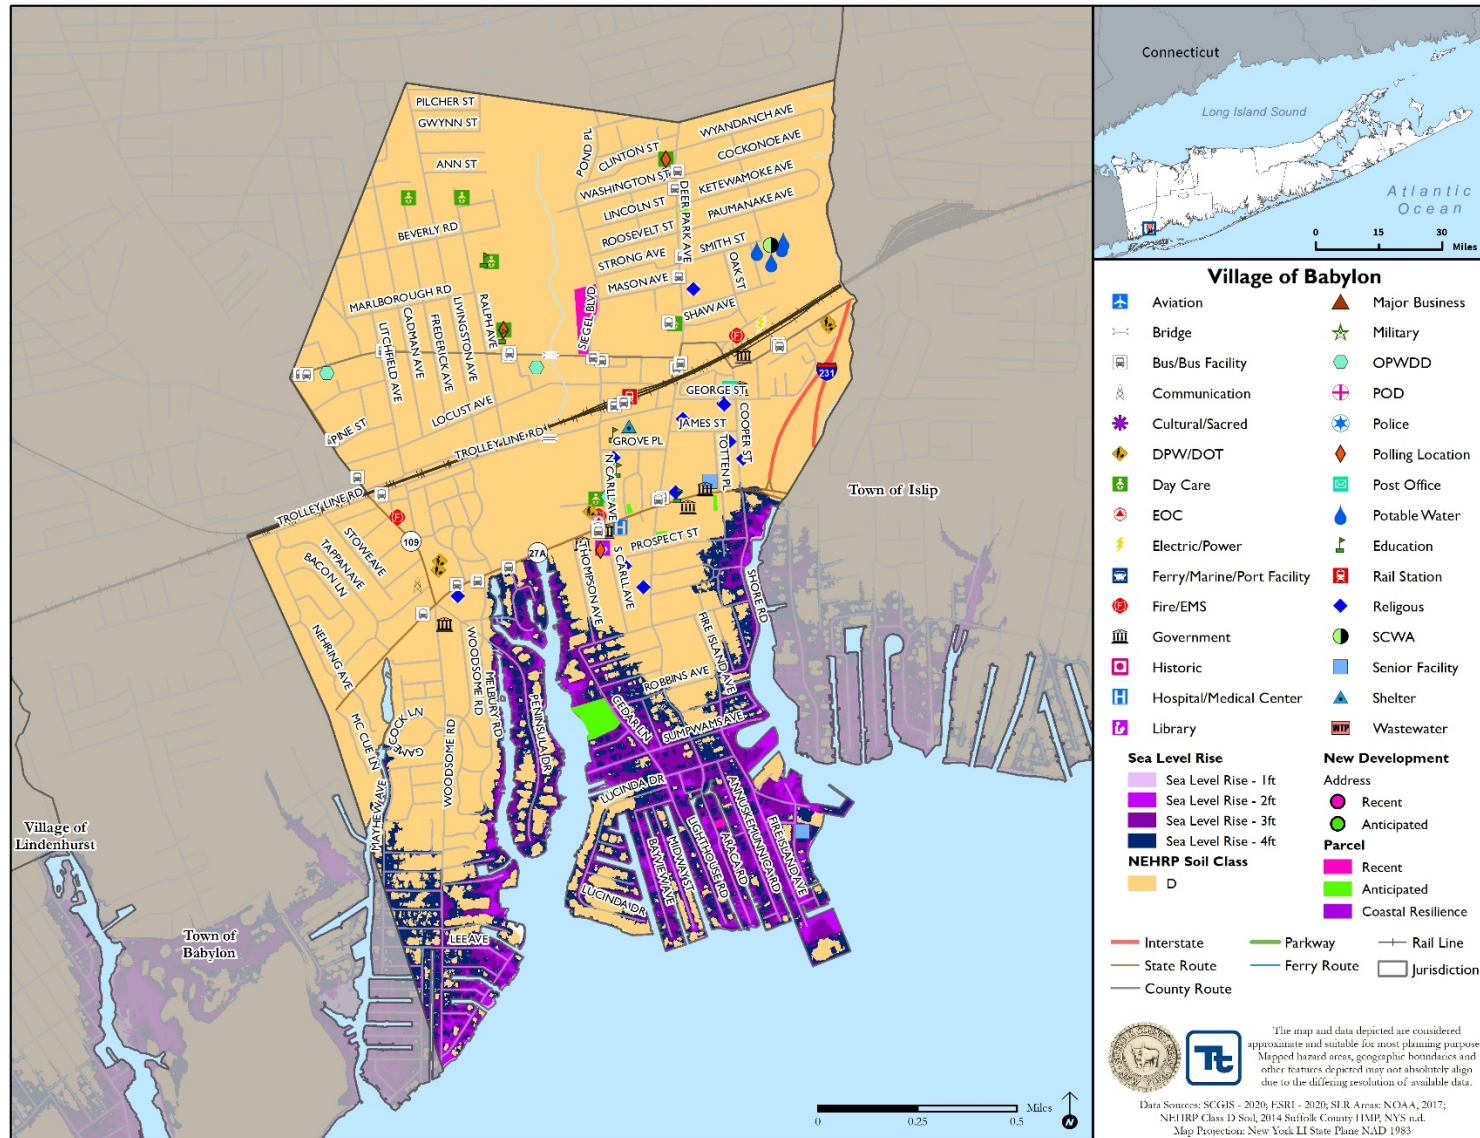 PILCHER ST
GWYNN ST
ANN ST
BEVERLY RD
MARLBOROUGH RD
LITCHFIELD AVE
CADMAN AVE
FREDERICK AVE
LIVINGSTON AVE
RALPH AVE
LOCUST AVE
PINE ST
POND PL
CLINTON ST
WASHINGTON ST
LINCOLN ST
ROOSEVELT ST
STRONG AVE
MASON AVE
SIEGEL BLVD
DEER PARK AVE
WYANDANCH AVE
COCKONOE AVE
KETEWAMOKE AVE
PAUMANAKE AVE
SMITH ST
OAK ST
SHAW AVE
231
GEORGE ST
JAMES ST
COOPER ST
TOTTEN PL
GROVE PL
N CARLL AVE
TROLLEY LINE RD
TROLLEY LINE RD
STOWE AVE
TAPPAN AVE
BACON LN
109
27A
PROSPECT ST
THOMPSON AVE
S CARLL AVE
SHORE RD
FIRE ISLAND AVE
NEHRING AVE
WOODSOME RD
MELBURY RD
PENINSULA DR
ROBBINS AVE
CEDAR LN
SUMPWAMS AVE
MC CUE LN
GAME COCK LN
WOODSOME RD
MAYHEW AVE
LUCINDA DR
LUCINDA DR
BAYVIEW AVE
MIDWAY ST
LIGHTHOUSE RD
ARACA RD
ANNUSKEMUNNICA RD
FIRE ISLAND AVE
LEE AVE
Town of Islip
Village of
Lindenhurst
Town of
Babylon
0 0.25 0.5 Miles
N
Connecticut
Long Island Sound
Atlantic
Ocean
0 15 30
Miles
Village of Babylon
Aviation
Bridge
Bus/Bus Facility
Communication
Cultural/Sacred
DPW/DOT
Day Care
EOC
Electric/Power
Ferry/Marine/Port Facility
Fire/EMS
Government
Historic
Hospital/Medical Center
Library
Major Business
Military
OPWDD
POD
Police
Polling Location
Post Office
Potable Water
Education
Rail Station
Religous
SCWA
Senior Facility
Shelter
WTP Wastewater
Sea Level Rise
Sea Level Rise - 1ft
Sea Level Rise - 2ft
Sea Level Rise - 3ft
Sea Level Rise - 4ft
NEHRP Soil Class
D
New Development
Address
Recent
Anticipated
Parcel
Recent
Anticipated
Coastal Resilience
Interstate
State Route
County Route
Parkway
Ferry Route
Rail Line
Jurisdiction
Tt
The map and data depicted are considered
approximate and suitable for most planning purpose
Mapped hazard areas, geographic boundaries and
other features depicted may not absolutely align
due to the differing resolution of available data.
Data Sources: SCGIS - 2020; ESRI - 2020; SLR Areas: NOAA, 2017;
NEHRP Class D Soil, 2014 Suffolk County HMP, NYS n.d.
Map Projection: New York LI State Plane NAD 1983